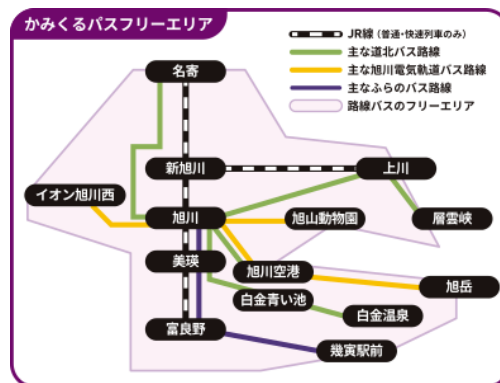 かみくるパスフリーエリア
JR線（普通・快速列車のみ）
主な道北バス路線
主な旭川電気軌道バス路線
主なふらのバス路線
路線バスのフリーエリア
名寄
新旭川
上川
イオン旭川西
旭川
旭山動物園
層雲峡
美瑛
旭川空港
旭岳
白金青い池
白金温泉
富良野
幾寅駅前